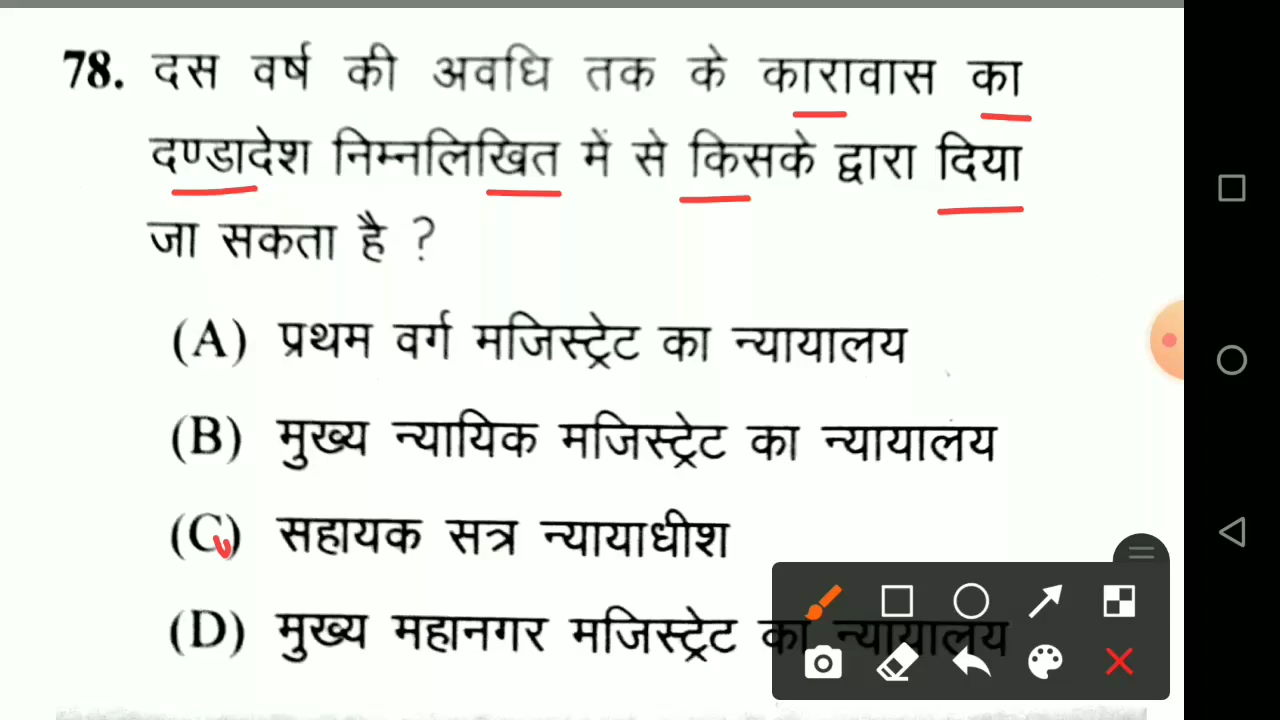 78. दस वर्ष की अवधि तक के कारावास का
दण्डादेश निम्नलिखित में से किसके द्वारा दिया
जा सकता है ?
(A) प्रथम वर्ग मजिस्ट्रेट का न्यायालय
(B) मुख्य न्यायिक मजिस्ट्रेट का न्यायालय
(C) सहायक सत्र न्यायाधीश
(D) मुख्य महानगर मजिस्ट्रेट का न्यायालय